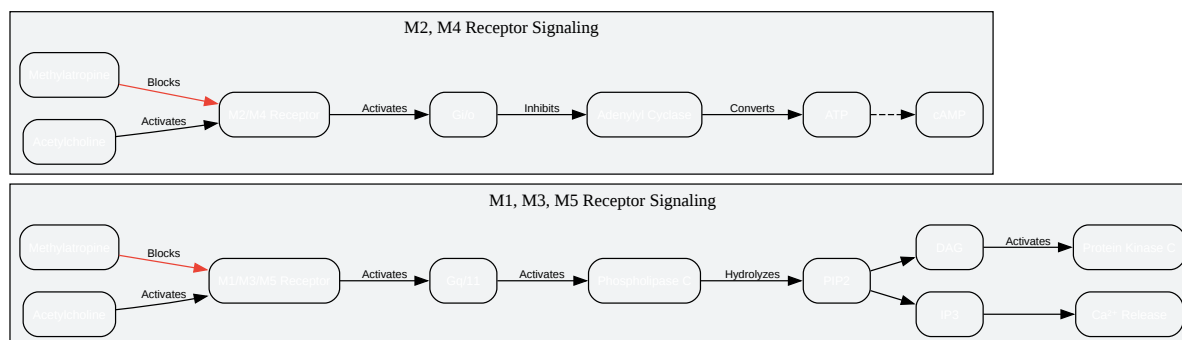 M2, M4 Receptor Signaling
Methylatropine
Blocks
Acetylcholine
Activates
M2/M4 Receptor
Activates
Gi/o
Inhibits
Adenylyl Cyclase
Converts
ATP
cAMP
M1, M3, M5 Receptor Signaling
Methylatropine
Blocks
Acetylcholine
Activates
M1/M3/M5 Receptor
Activates
Gq/11
Activates
Phospholipase C
Hydrolyzes
PIP2
DAG
Activates
Protein Kinase C
IP3
Ca²⁺ Release